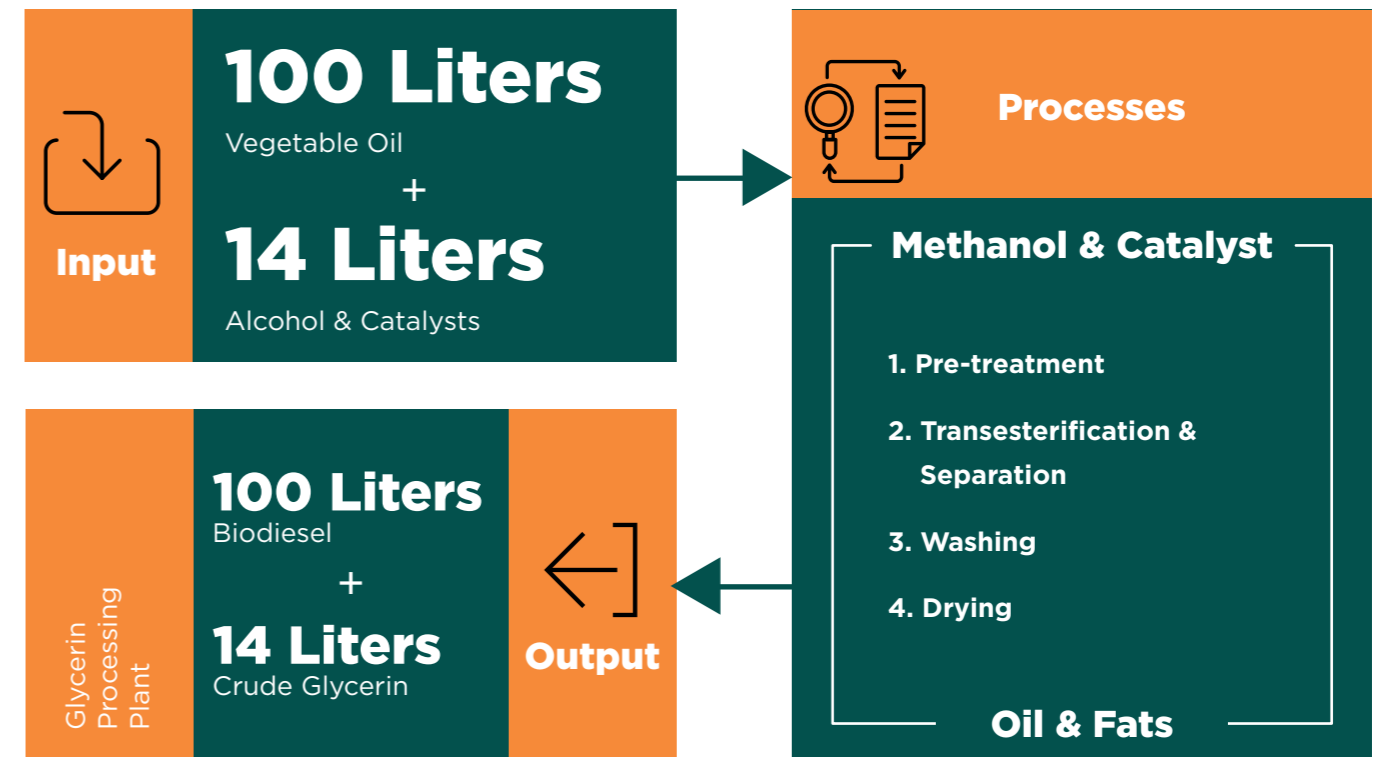 Input
100 Liters
Vegetable Oil
+
14 Liters
Alcohol & Catalysts
Processes
Methanol & Catalyst
1. Pre-treatment
2. Transesterification &
Separation
3. Washing
4. Drying
Oil & Fats
Output
100 Liters
Biodiesel
+
14 Liters
Crude Glycerin
Glycerin
Processing
Plant